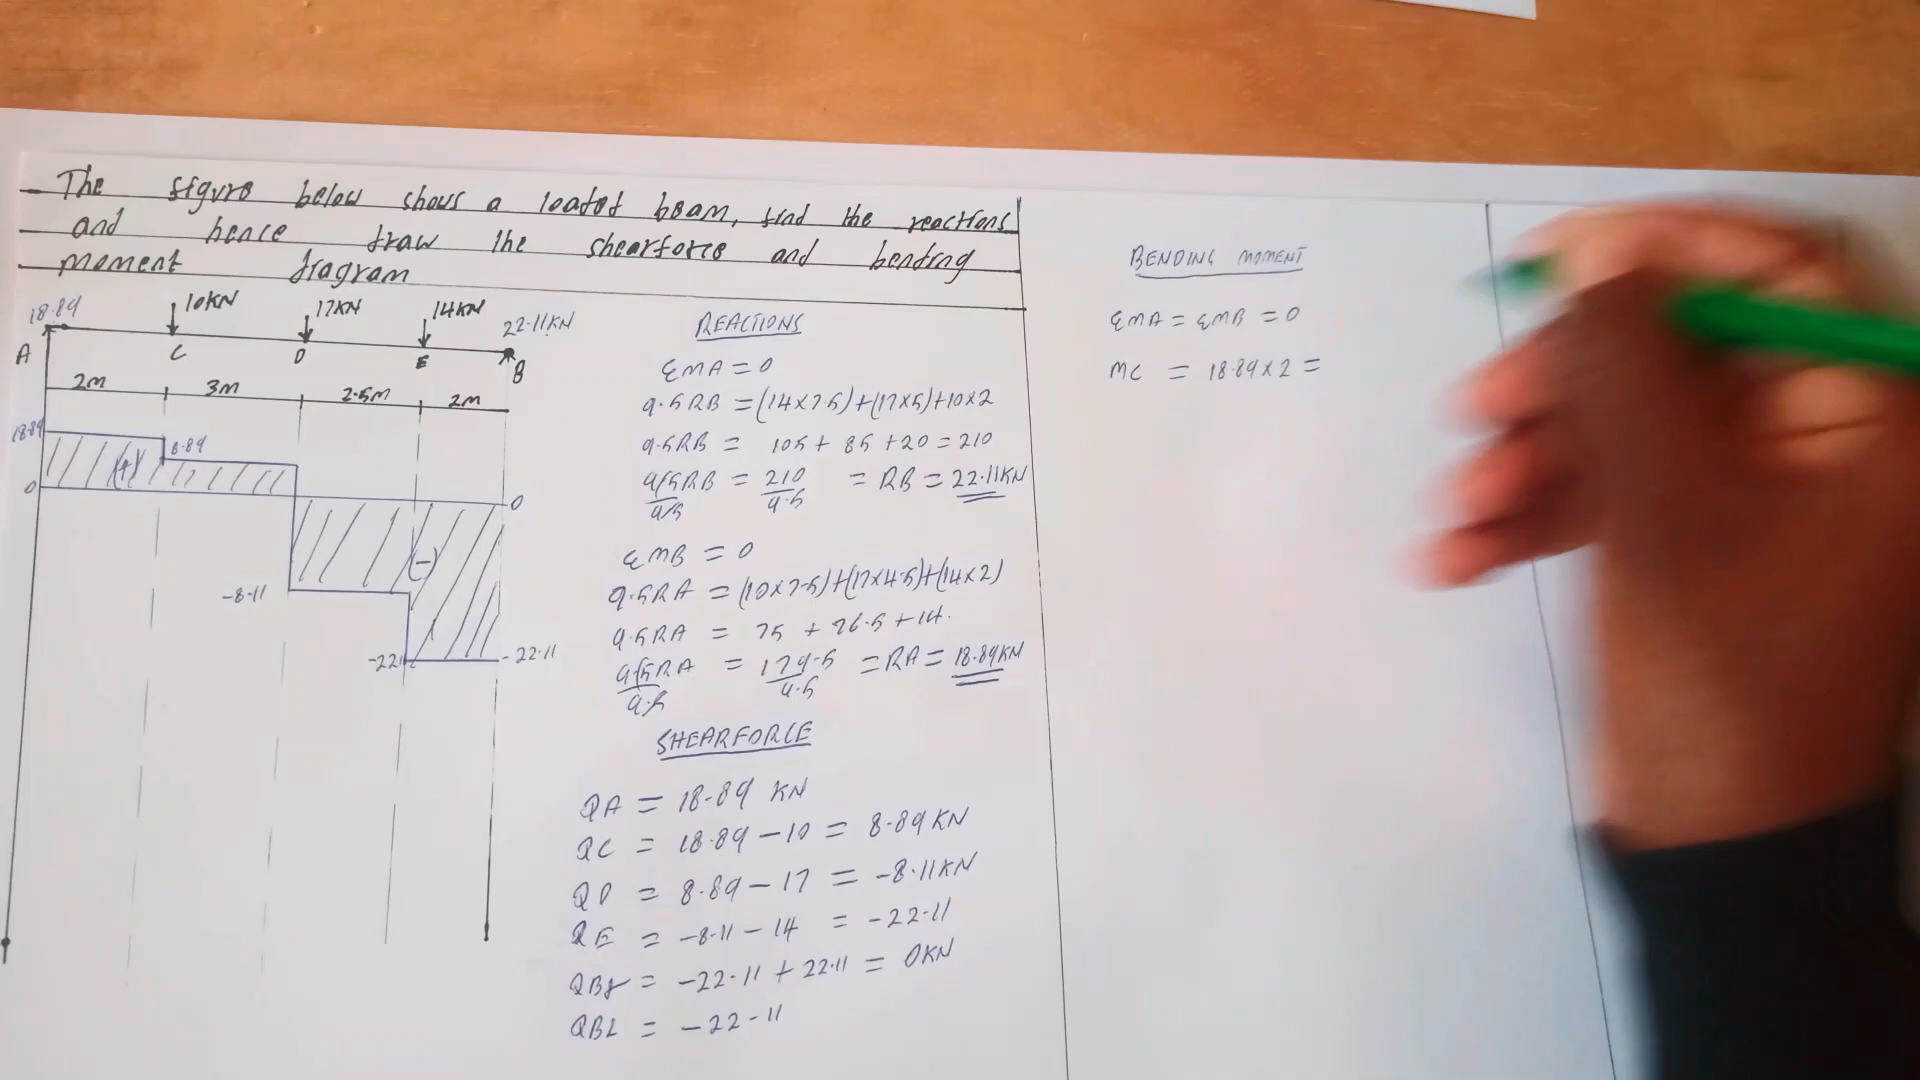 The figure below shows a loaded beam, find the reactions
and hence draw the shearforce and bending
moment diagram
18.89
10KN
17KN
14KN
22.11KN
A
C
D
E
B
2m
3m
2.5m
2m
18.89
8.89
(+)
0
0
(-)
-8.11
-22.11
REACTIONS
ΣMA = 0
9.5RB = (14×7.5)+(17×5)+10×2
9.5RB = 105 + 85 + 20 = 210
9.5RB/9.5 = 210/9.5 = RB = 22.11KN
ΣMB = 0
9.5RA = (10×7.5)+(17×4.5)+(14×2)
9.5RA = 75 + 76.5 + 14.
9.5RA/9.5 = 179.5/9.5 = RA = 18.89KN
SHEARFORCE
QA = 18.89 KN
QC = 18.89 - 10 = 8.89KN
QD = 8.89 - 17 = -8.11KN
QE = -8.11 - 14 = -22.11
= -22.11 + 22.11 = 0KN
QBL = -22.11
BENDING MOMENT
ΣMA = ΣMB = 0
MC = 18.89×2 =